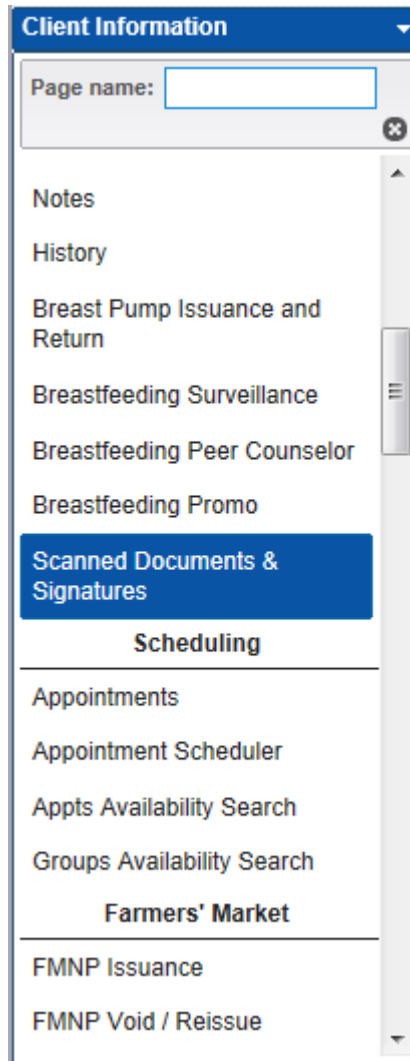 Client Information
Page name:
Notes
History
Breast Pump Issuance and
Return
Breastfeeding Surveillance
Breastfeeding Peer Counselor
Breastfeeding Promo
Scanned Documents &
Signatures
Scheduling
Appointments
Appointment Scheduler
Appts Availability Search
Groups Availability Search
Farmers' Market
FMNP Issuance
FMNP Void / Reissue